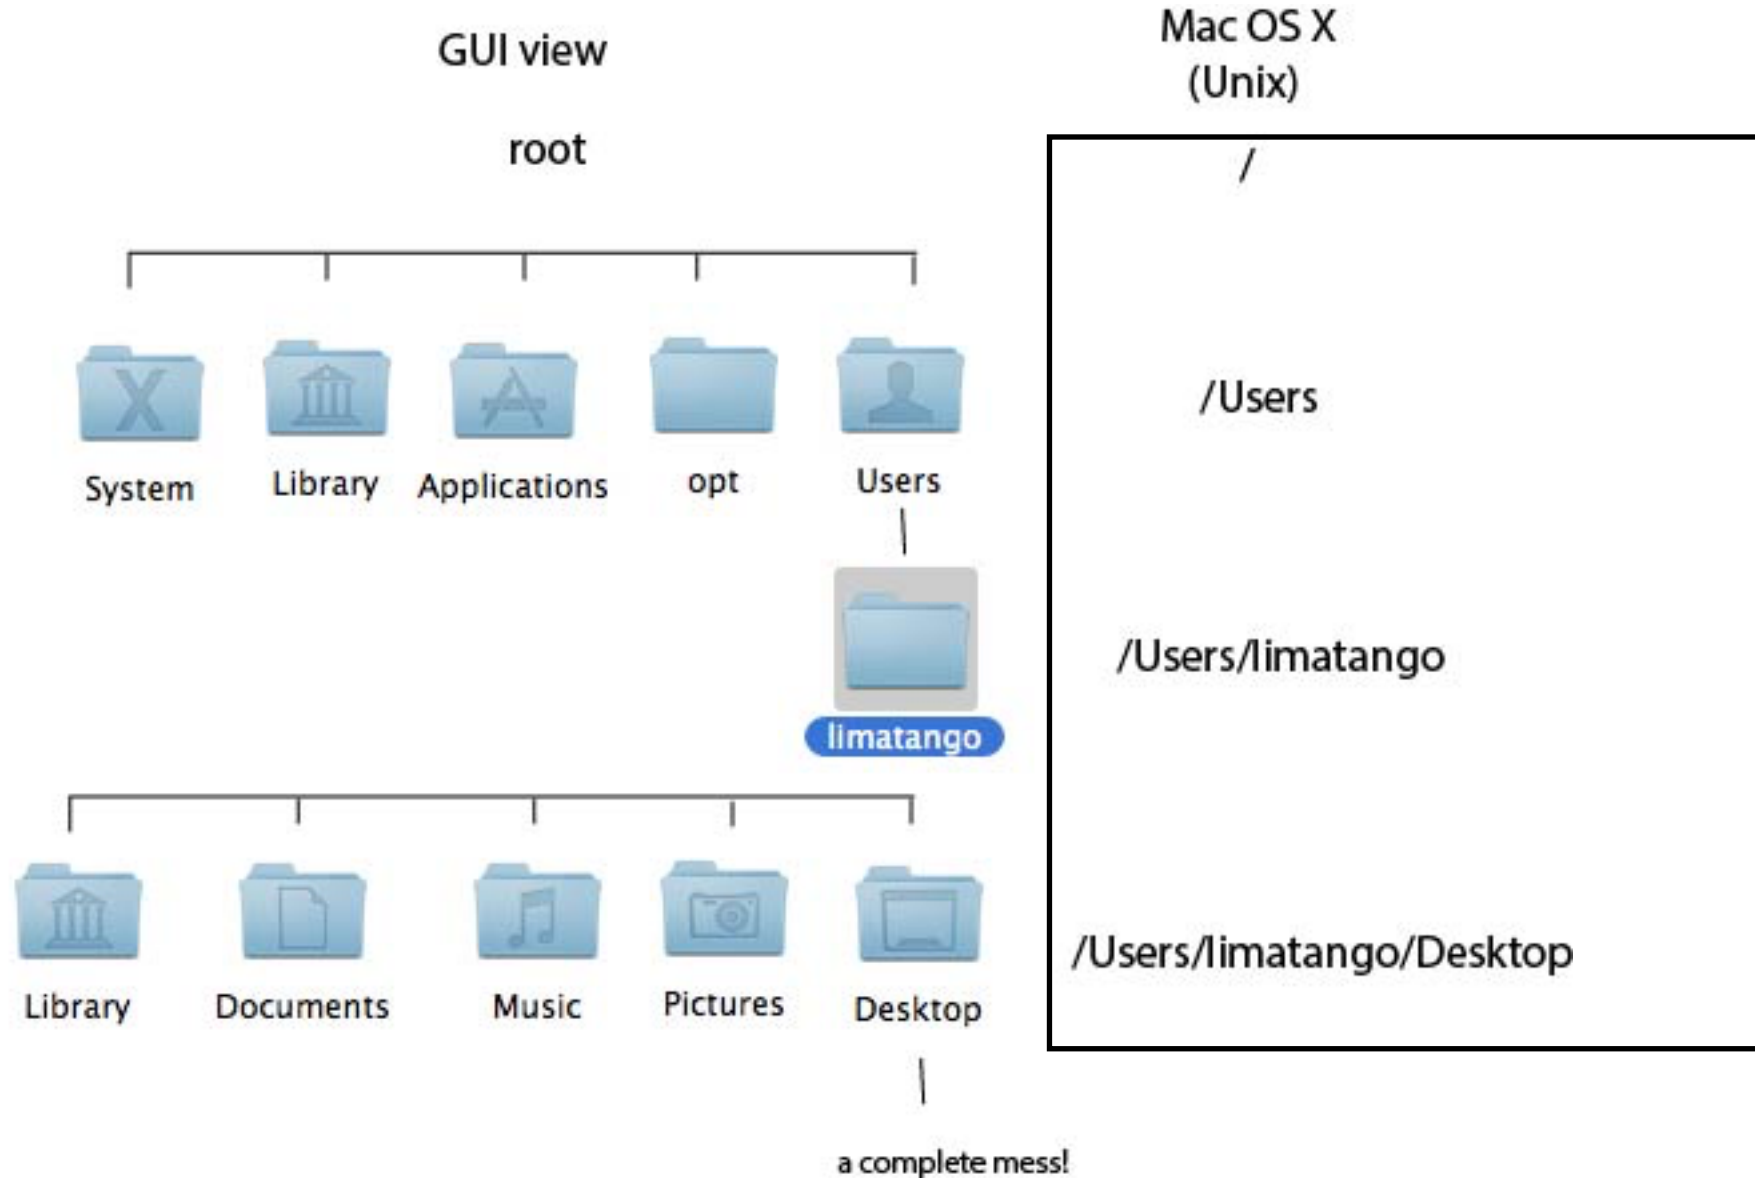 GUI view
Mac OS X
(Unix)
root
/
System
Library
Applications
opt
Users
/Users
limatango
/Users/limatango
Library
Documents
Music
Pictures
Desktop
/Users/limatango/Desktop
a complete mess!